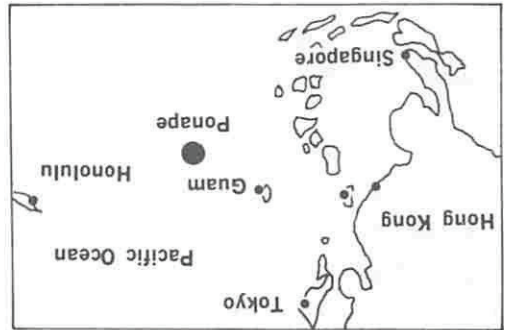 Tokyo
Pacific Ocean
Hong Kong
Guam
Honolulu
Ponape
Singapore